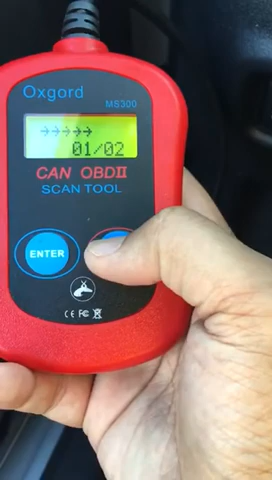 Oxgord
MS300
→→→→→
01/02
CAN OBDII
SCAN TOOL
ENTER
CE FC